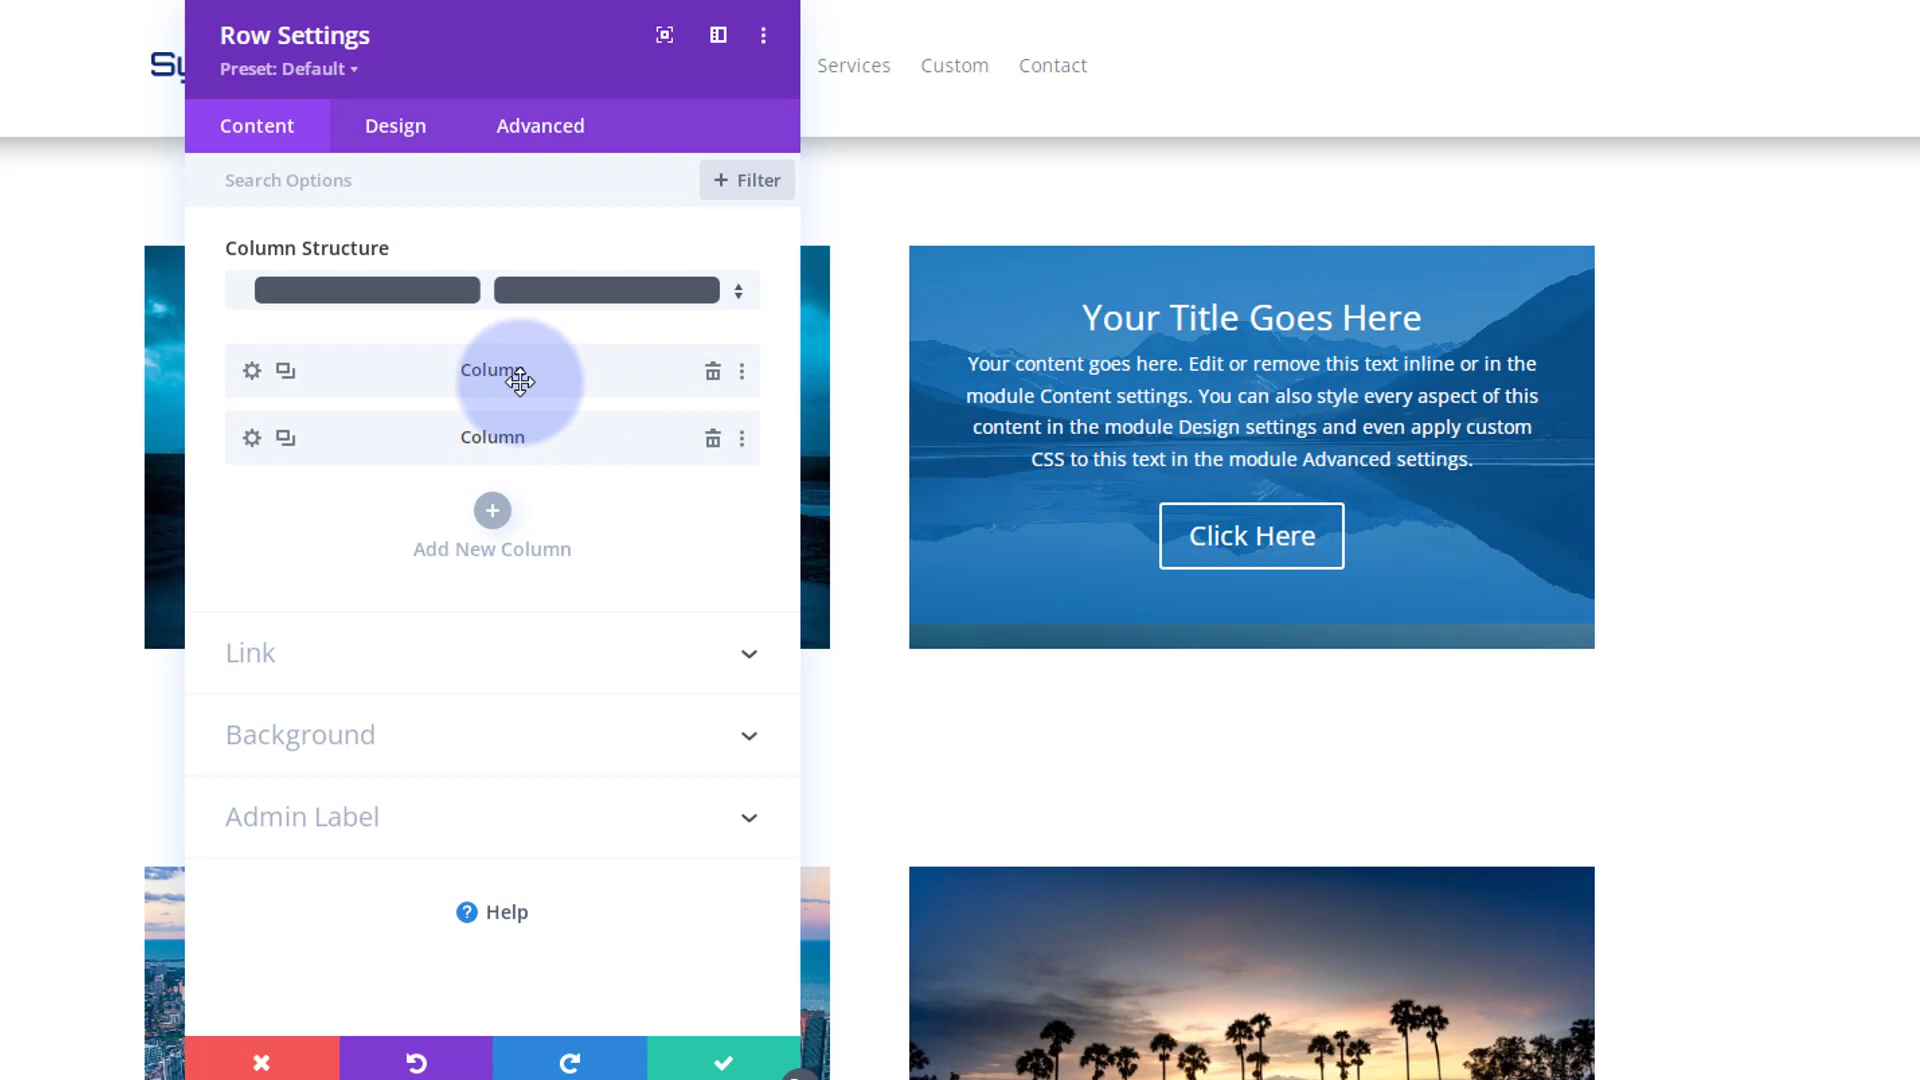 Row Settings
Preset: Default
Services Custom Contact
Content Design Advanced
Search Options
+ Filter
Column Structure
Column
Column
Add New Column
Link
Background
Admin Label
? Help
Your Title Goes Here
Your content goes here. Edit or remove this text inline or in the
module Content settings. You can also style every aspect of this
content in the module Design settings and even apply custom
CSS to this text in the module Advanced settings.
Click Here